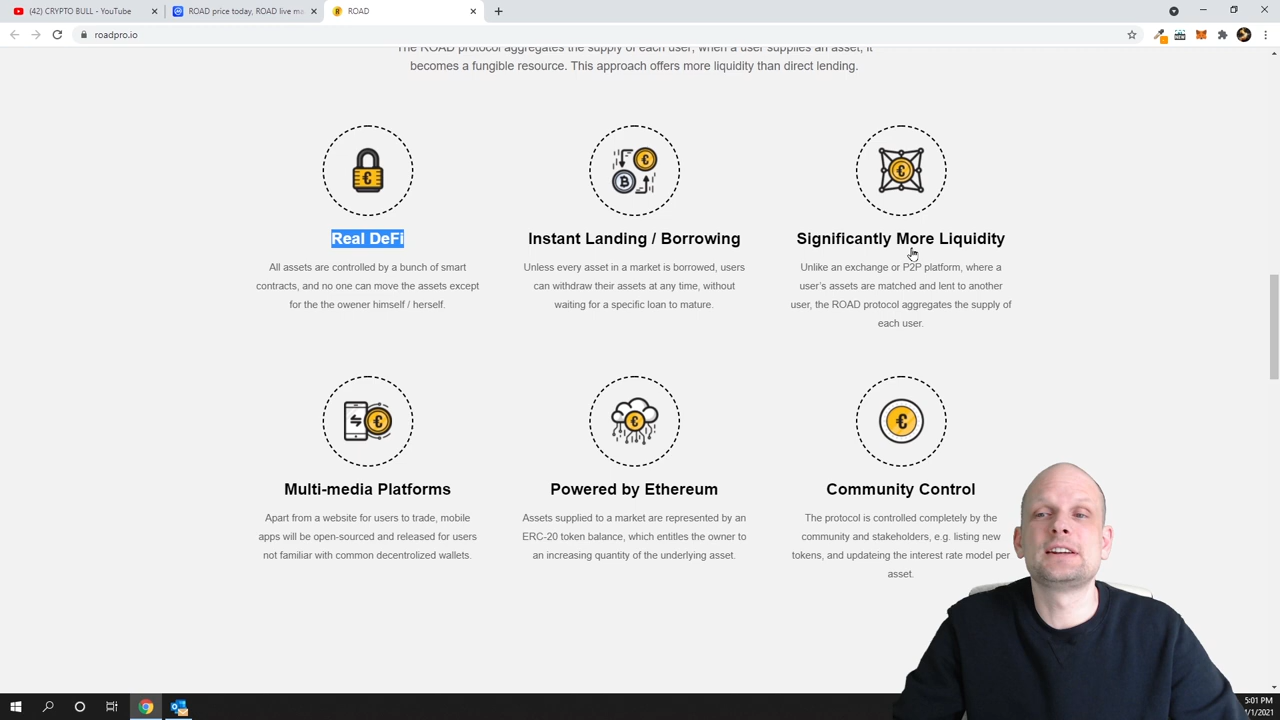 (42) CRYPTO BULL - YouTube
ROAD price today, ROAD live ma
ROAD
roadpro.io
The ROAD protocol aggregates the supply of each user; when a user supplies an asset, it
becomes a fungible resource. This approach offers more liquidity than direct lending.
Real DeFi
All assets are controlled by a bunch of smart
contracts, and no one can move the assets except
for the the owener himself / herself.
Instant Landing / Borrowing
Unless every asset in a market is borrowed, users
can withdraw their assets at any time, without
waiting for a specific loan to mature.
Significantly More Liquidity
Unlike an exchange or P2P platform, where a
user's assets are matched and lent to another
user, the ROAD protocol aggregates the supply of
each user.
Multi-media Platforms
Apart from a website for users to trade, mobile
apps will be open-sourced and released for users
not familiar with common decentrolized wallets.
Powered by Ethereum
Assets supplied to a market are represented by an
ERC-20 token balance, which entitles the owner to
an increasing quantity of the underlying asset.
Community Control
The protocol is controlled completely by the
community and stakeholders, e.g. listing new
tokens, and updateing the interest rate model per
asset.
5:01 PM
/1/2021